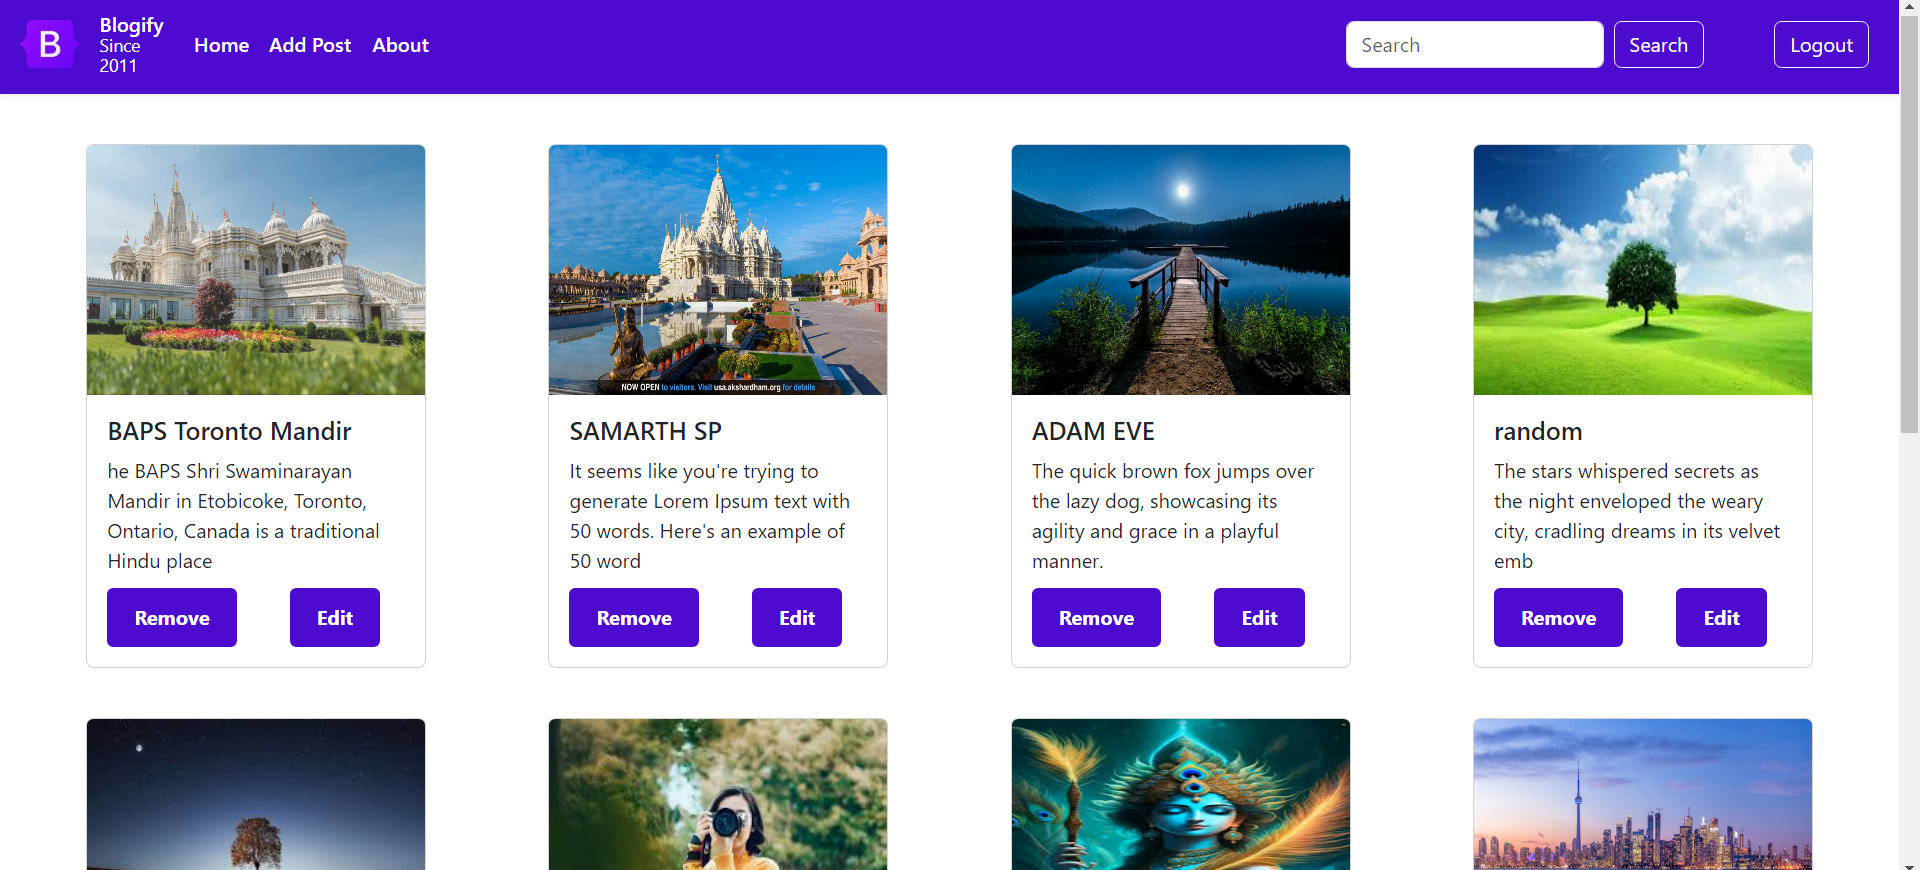 B
Blogify
Since
2011
Home Add Post About
Search
Search
Logout
NOW OPEN to visitors. Visit usa.akshardham.org for details
BAPS Toronto Mandir
he BAPS Shri Swaminarayan
Mandir in Etobicoke, Toronto,
Ontario, Canada is a traditional
Hindu place
Remove Edit
SAMARTH SP
It seems like you're trying to
generate Lorem Ipsum text with
50 words. Here's an example of
50 word
Remove Edit
ADAM EVE
The quick brown fox jumps over
the lazy dog, showcasing its
agility and grace in a playful
manner.
Remove Edit
random
The stars whispered secrets as
the night enveloped the weary
city, cradling dreams in its velvet
emb
Remove Edit